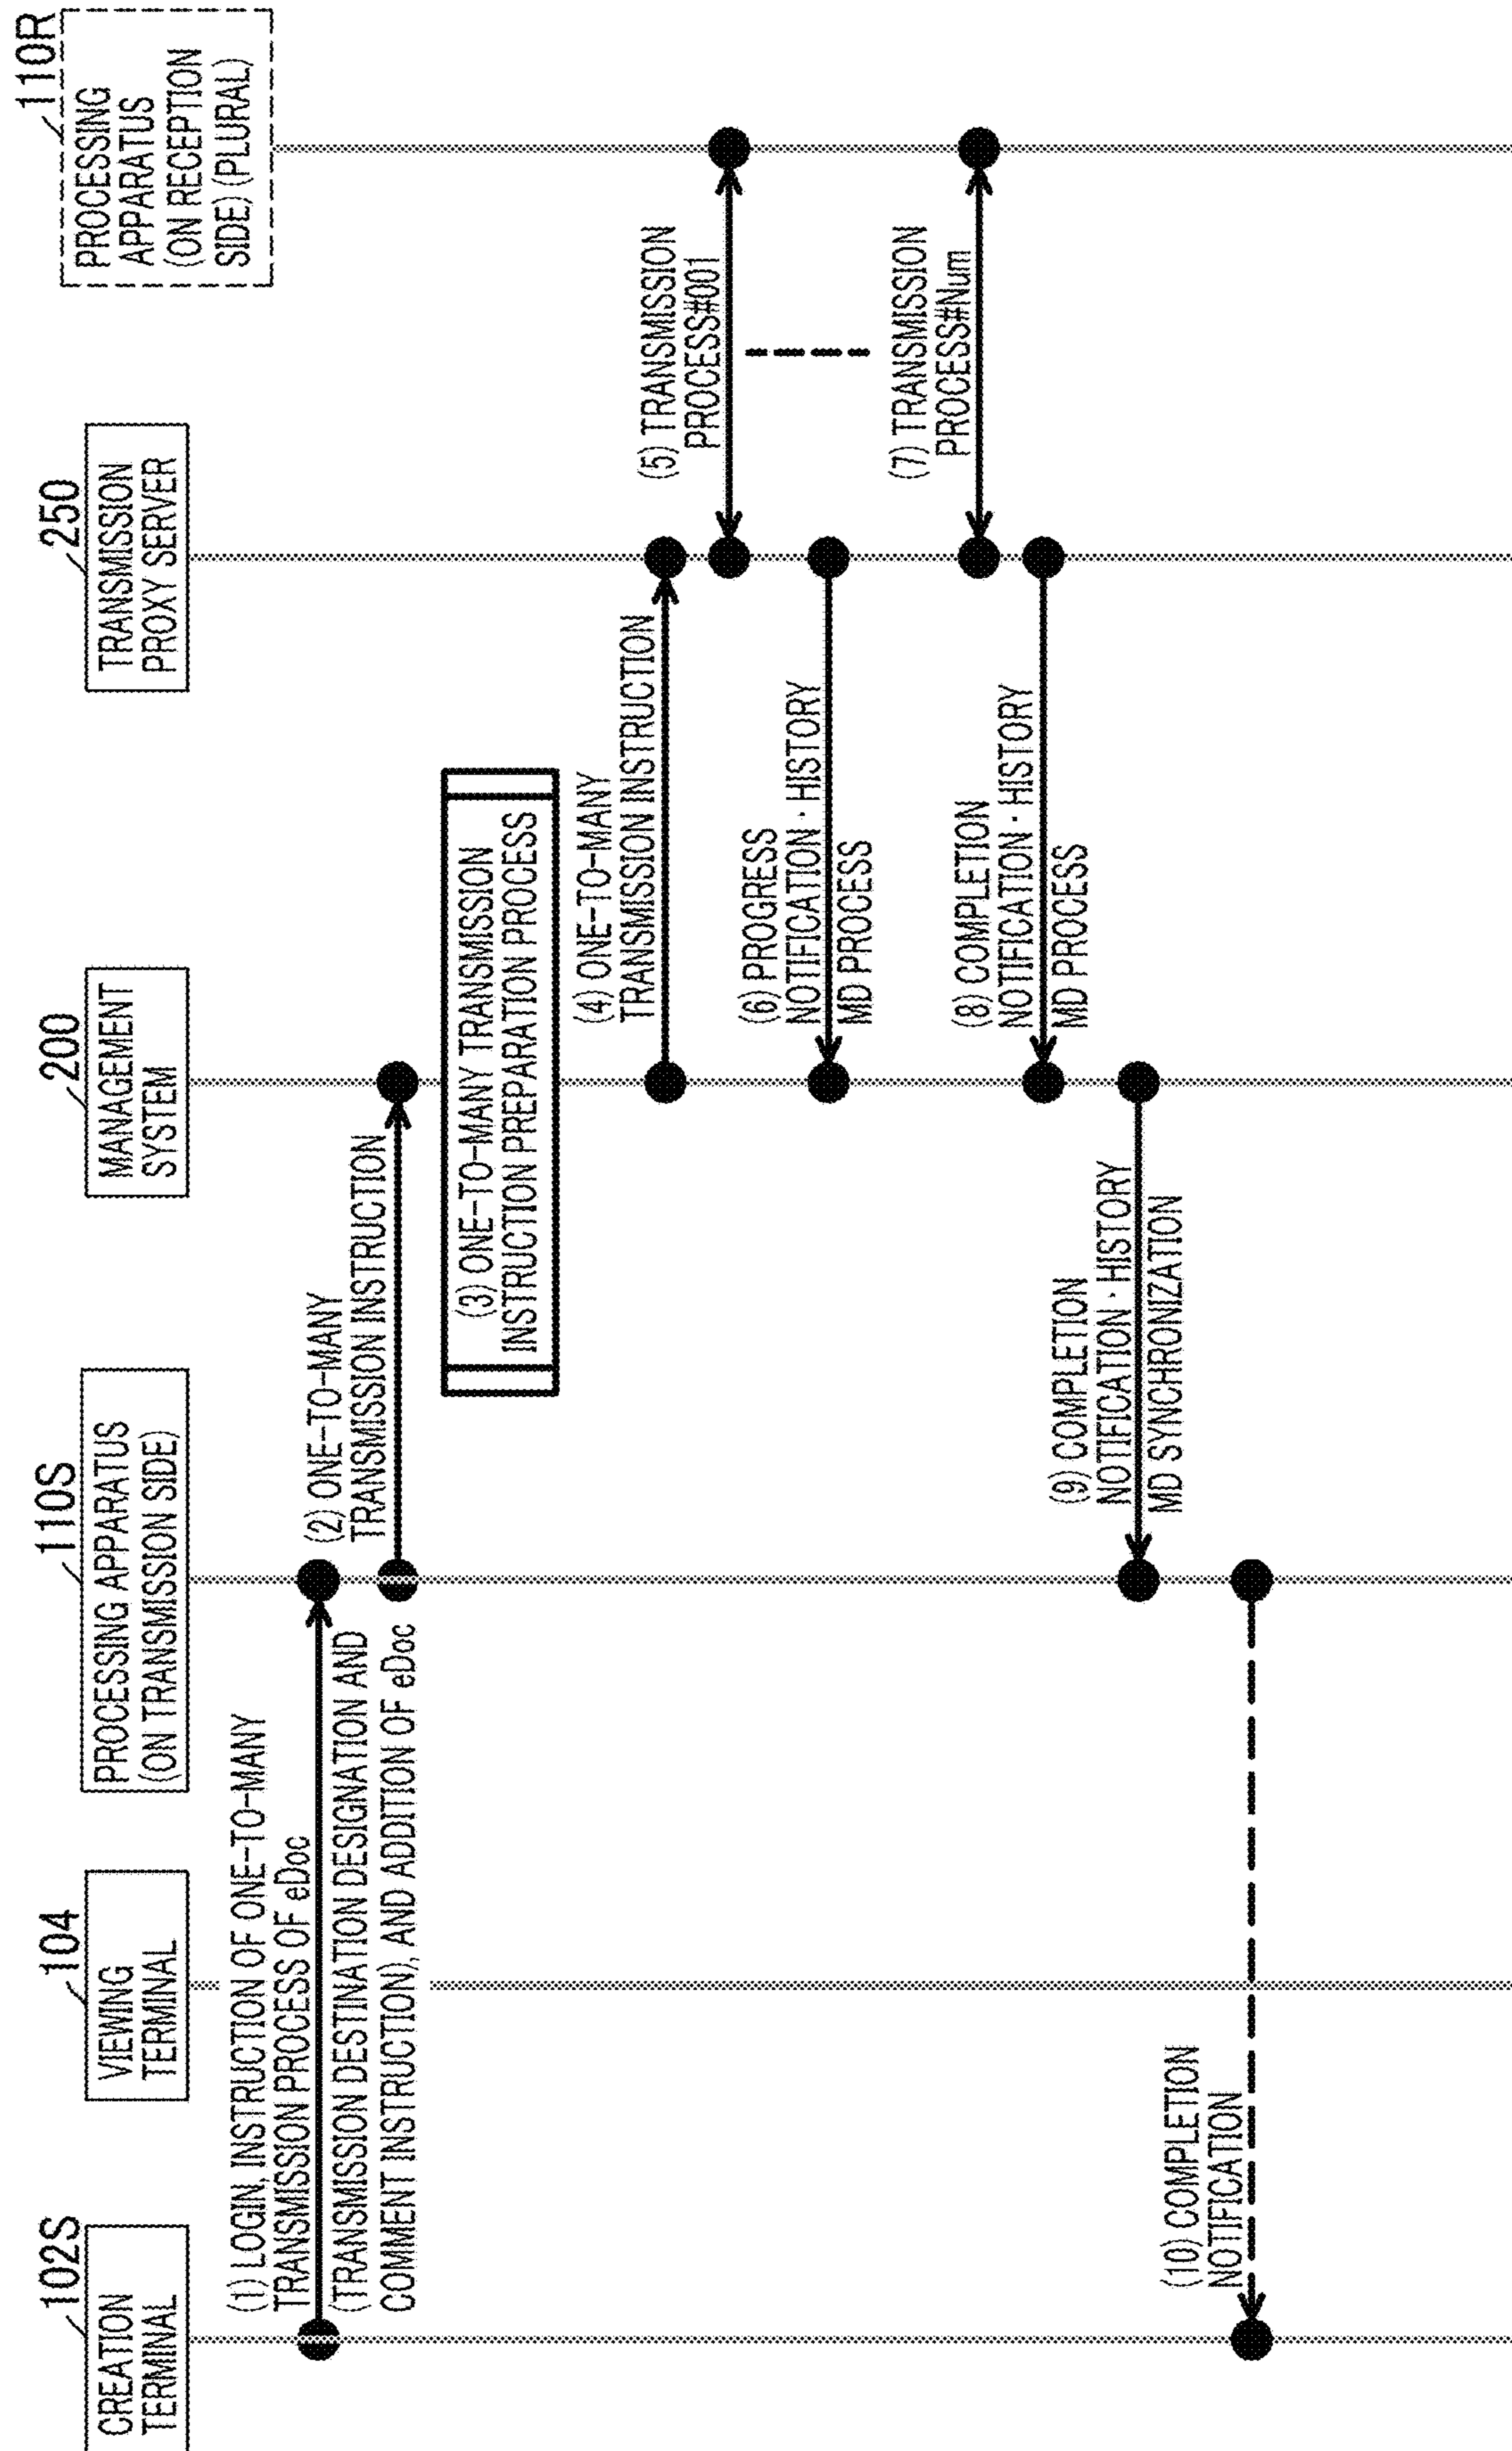 102S
CREATION
TERMINAL
104
VIEWING
TERMINAL
110S
PROCESSING APPARATUS
(ON TRANSMISSION SIDE)
200
MANAGEMENT
SYSTEM
250
TRANSMISSION
PROXY SERVER
110R
PROCESSING
APPARATUS
(ON RECEPTION
SIDE) (PLURAL)
(1) LOGIN, INSTRUCTION OF ONE-TO-MANY
TRANSMISSION PROCESS OF eDoc
(TRANSMISSION DESTINATION DESIGNATION AND
COMMENT INSTRUCTION), AND ADDITION OF eDoc
(2) ONE-TO-MANY
TRANSMISSION INSTRUCTION
(3) ONE-TO-MANY TRANSMISSION
INSTRUCTION PREPARATION PROCESS
(4) ONE-TO-MANY
TRANSMISSION INSTRUCTION
(5) TRANSMISSION
PROCESS#001
(6) PROGRESS
NOTIFICATION · HISTORY
MD PROCESS
(7) TRANSMISSION
PROCESS#Num
(8) COMPLETION
NOTIFICATION · HISTORY
MD PROCESS
(9) COMPLETION
NOTIFICATION · HISTORY
MD SYNCHRONIZATION
(10) COMPLETION
NOTIFICATION